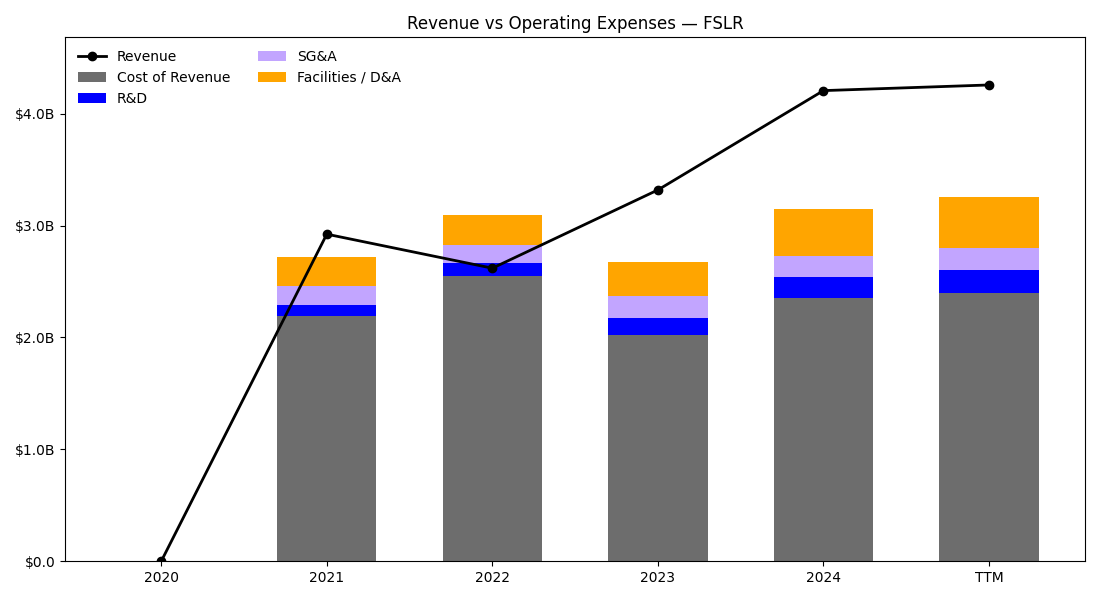 Revenue vs Operating Expenses — FSLR
Revenue
Cost of Revenue
R&D
SG&A
Facilities / D&A
$4.0B
$3.0B
$2.0B
$1.0B
$0.0
2020
2021
2022
2023
2024
TTM